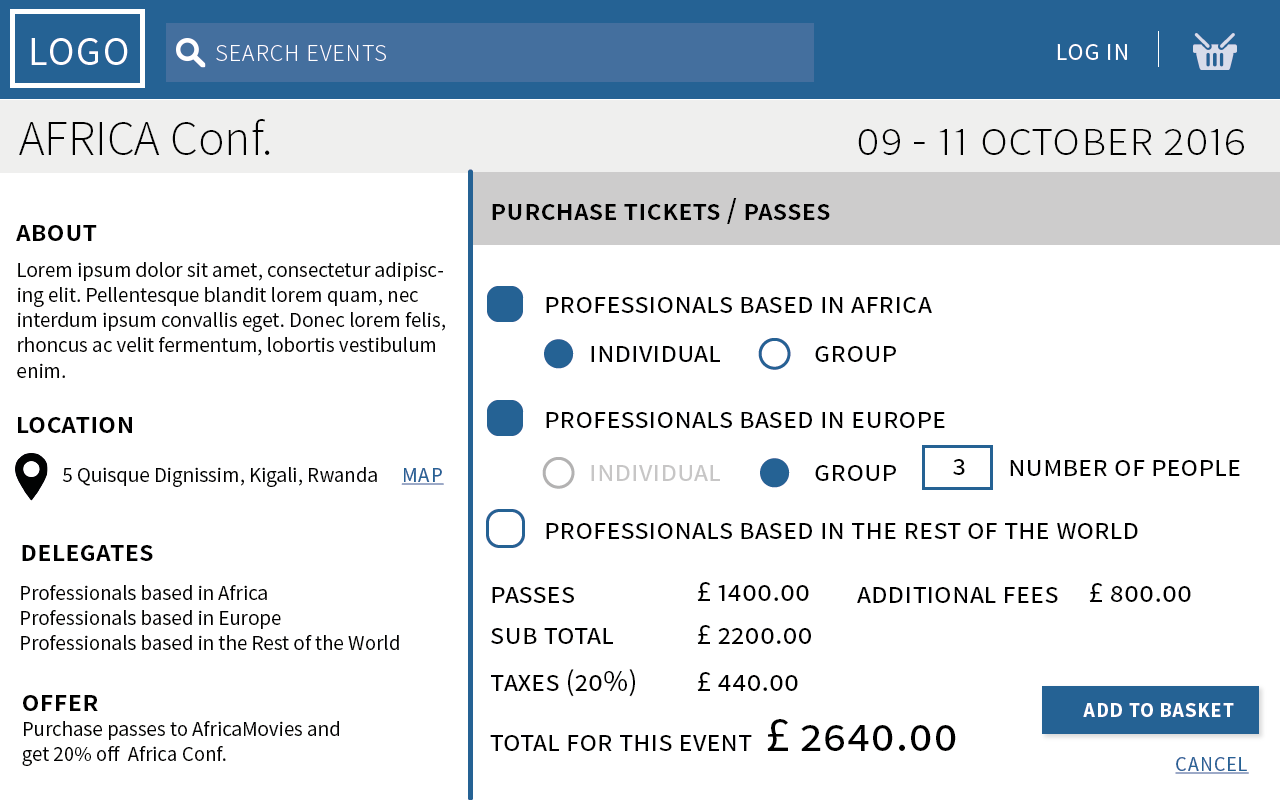 LOGO
SEARCH EVENTS
LOG IN
AFRICA Conf.
09 - 11 OCTOBER 2016
ABOUT
Lorem ipsum dolor sit amet, consectetur adipisc-
ing elit. Pellentesque blandit lorem quam, nec
interdum ipsum convallis eget. Donec lorem felis,
rhoncus ac velit fermentum, lobortis vestibulum
enim.
LOCATION
5 Quisque Dignissim, Kigali, Rwanda MAP
DELEGATES
Professionals based in Africa
Professionals based in Europe
Professionals based in the Rest of the World
OFFER
Purchase passes to AfricaMovies and
get 20% off Africa Conf.
PURCHASE TICKETS / PASSES
PROFESSIONALS BASED IN AFRICA
INDIVIDUAL GROUP
PROFESSIONALS BASED IN EUROPE
INDIVIDUAL GROUP 3 NUMBER OF PEOPLE
PROFESSIONALS BASED IN THE REST OF THE WORLD
PASSES £ 1400.00 ADDITIONAL FEES £ 800.00
SUB TOTAL £ 2200.00
TAXES (20%) £ 440.00
TOTAL FOR THIS EVENT £ 2640.00
ADD TO BASKET
CANCEL